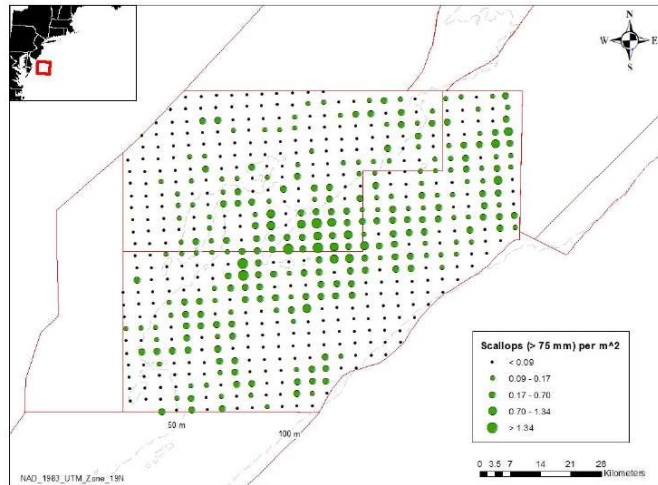 N
W E
S
50 m
100 m
Scallops (> 75 mm) per m^2
< 0.09
0.09 - 0.17
0.17 - 0.70
0.70 - 1.34
> 1.34
0 3.5 7 14 21 28
Kilometers
NAD_1983_UTM_Zone_19N